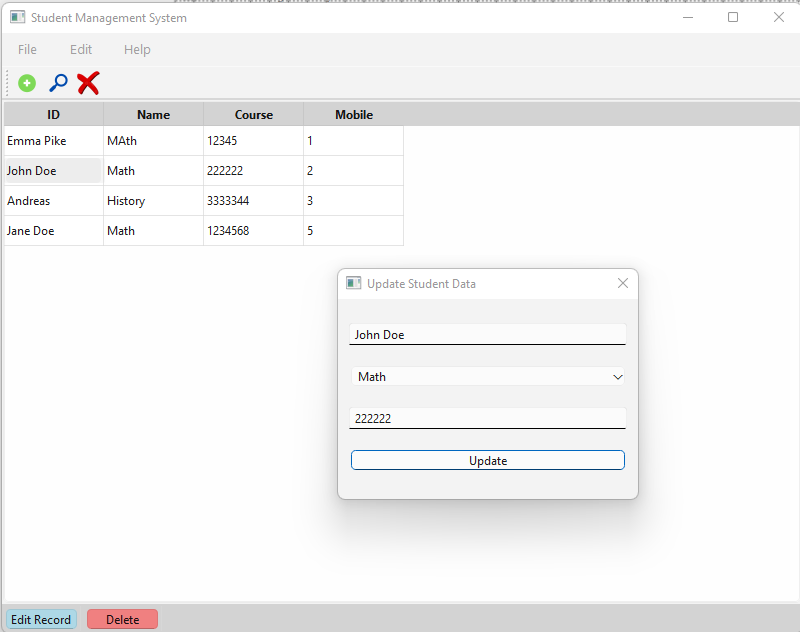 Student Management System
File Edit Help
ID Name Course Mobile
Emma Pike MAth 12345 1
John Doe Math 222222 2
Andreas History 3333344 3
Jane Doe Math 1234568 5
Update Student Data
John Doe
Math
222222
Update
Edit Record Delete